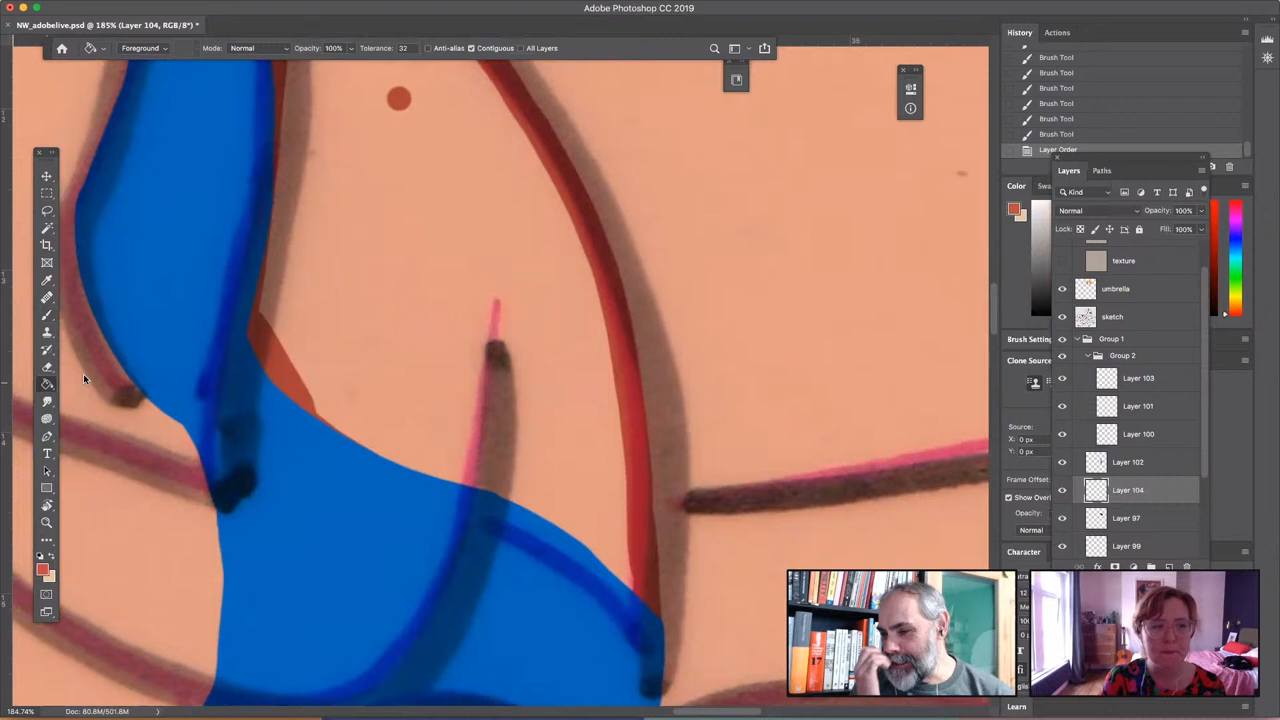 Adobe Photoshop CC 2019
NW_adobelive.psd @ 185% (Layer 104, RGB/8*) *
Foreground
Mode: Normal
Opacity: 100%
Tolerance: 32
Anti-alias
Contiguous
All Layers
35
History
Actions
Brush Tool
Brush Tool
Brush Tool
Brush Tool
Brush Tool
Brush Tool
Layer Order
Layers
Paths
Kind
Color
Normal
Opacity: 100%
Lock:
Fill: 100%
texture
umbrella
sketch
Group 1
Group 2
Layer 103
Layer 101
Layer 100
Layer 102
Layer 104
Layer 97
Layer 99
Clone Source
Source:
0 px
0 px
Frame Offset
Opacity:
Normal
Character
Learn
17
184.74%
Doc: 80.8M/501.8M